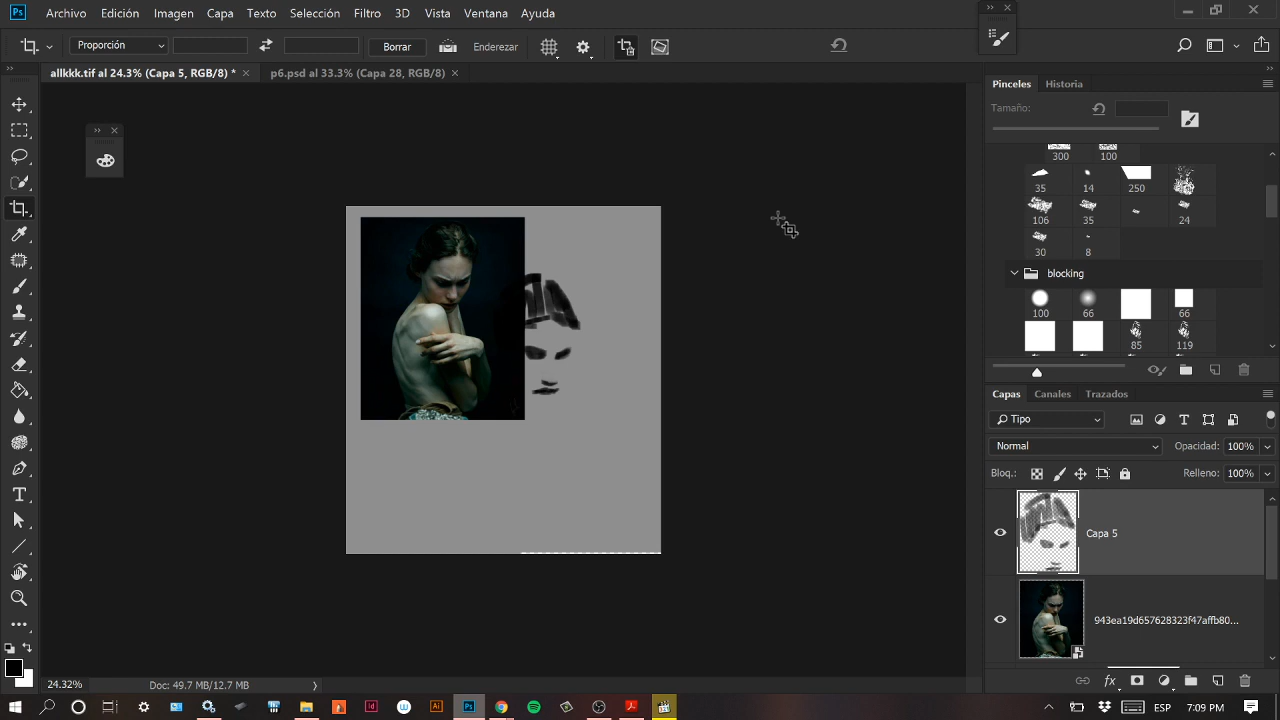 Ps Archivo Edición Imagen Capa Texto Selección Filtro 3D Vista Ventana Ayuda
Proporción Borrar Enderezar
allkkk.tif al 24.3% (Capa 5, RGB/8) * p6.psd al 33.3% (Capa 28, RGB/8)
Pinceles Historia
Tamaño:
300 100
35 14 250
106 35 24
30 8
blocking
100 66 66
85 119
Capas Canales Trazados
Tipo
Normal Opacidad: 100%
Bloq.: Relleno: 100%
Capa 5
943ea19d657628323f47affb80...
24.32% Doc: 49.7 MB/12.7 MB
ESP 7:09 PM